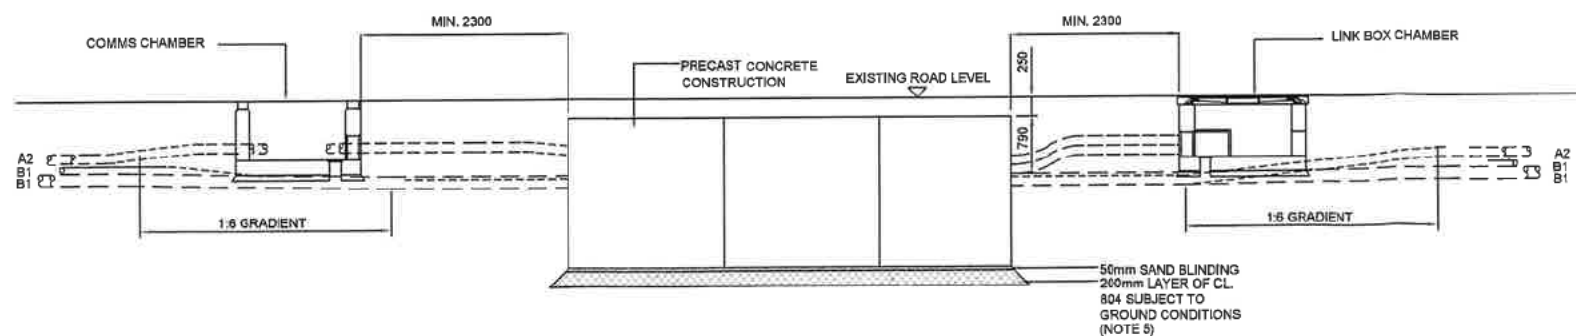 MIN. 2300
MIN. 2300
COMMS CHAMBER
LINK BOX CHAMBER
PRECAST CONCRETE
CONSTRUCTION
EXISTING ROAD LEVEL
250
790
A2
B1
B1
A2
B1
B1
1:6 GRADIENT
1:6 GRADIENT
50mm SAND BLINDING
200mm LAYER OF CL.
804 SUBJECT TO
GROUND CONDITIONS
(NOTE 5)